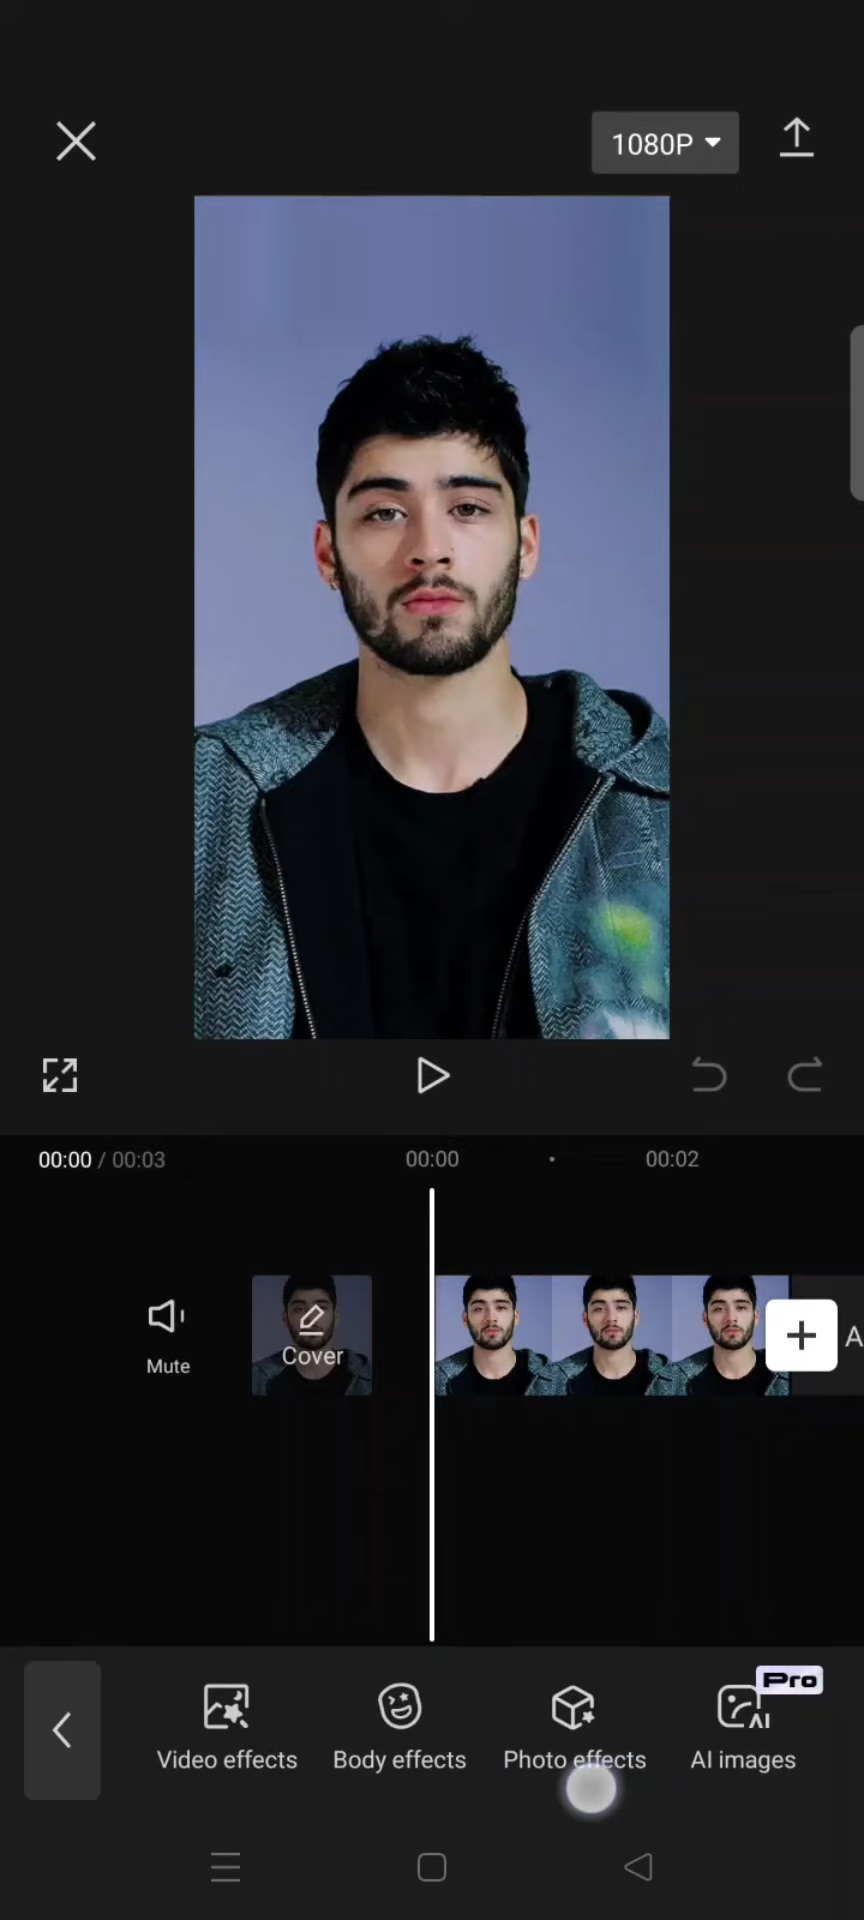 1080P
00:00 / 00:03
00:00
00:02
Mute
Cover
A
Pro
Video effects
Body effects
Photo effects
AI images